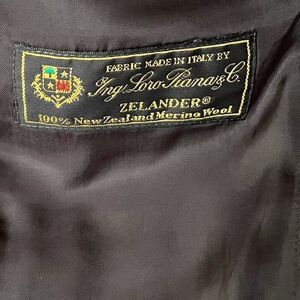 FABRIC MADE IN ITALY BY
Ing. Loro Piana & C.
ZELANDER®
100% New Zealand Merino Wool